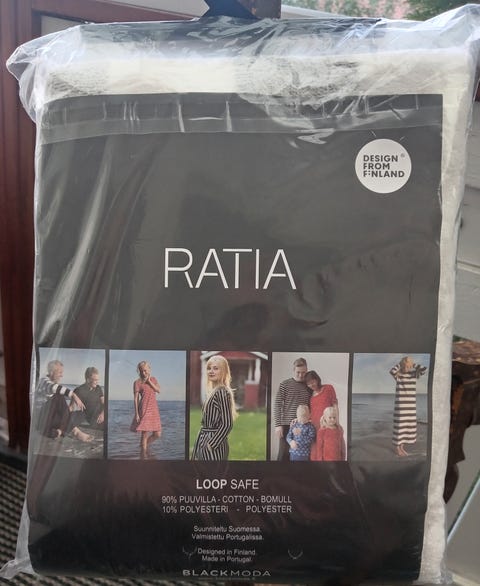 DESIGN ®
FROM
FINLAND
RATIA
LOOP SAFE
90% PUUVILLA - COTTON - BOMULL
10% POLYESTERI - POLYESTER
Suunniteltu Suomessa.
Valmistettu Portugalissa.
Designed in Finland.
Made in Portugal.
BLACKMODA